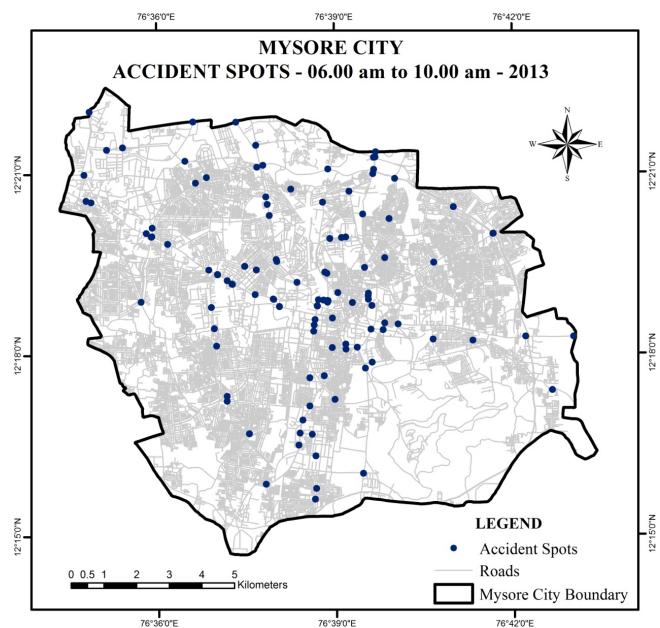 76°36'0"E 76°39'0"E 76°42'0"E
MYSORE CITY
ACCIDENT SPOTS - 06.00 am to 10.00 am - 2013
N
W E
S
12°21'0"N 12°21'0"N
12°18'0"N 12°18'0"N
12°15'0"N 12°15'0"N
LEGEND
Accident Spots
Roads
Mysore City Boundary
0 0.5 1 2 3 4 5
Kilometers
76°36'0"E 76°39'0"E 76°42'0"E